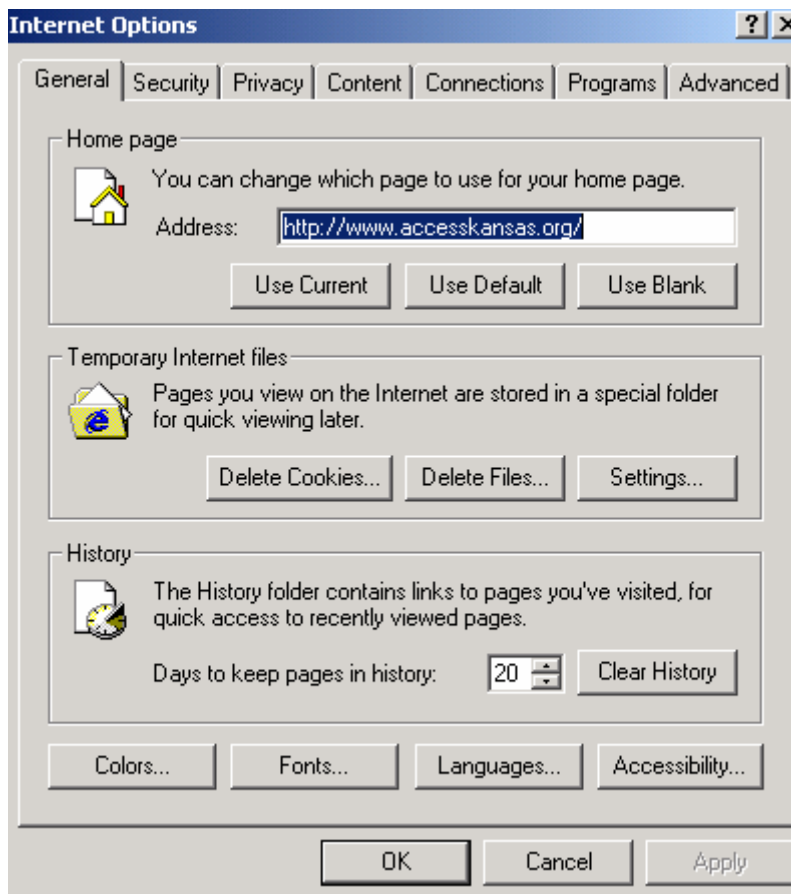 Internet Options
General Security Privacy Content Connections Programs Advanced
Home page
You can change which page to use for your home page.
Address: http://www.accesskansas.org/
Use Current Use Default Use Blank
Temporary Internet files
Pages you view on the Internet are stored in a special folder
for quick viewing later.
Delete Cookies... Delete Files... Settings...
History
The History folder contains links to pages you've visited, for
quick access to recently viewed pages.
Days to keep pages in history: 20 Clear History
Colors... Fonts... Languages... Accessibility...
OK Cancel Apply